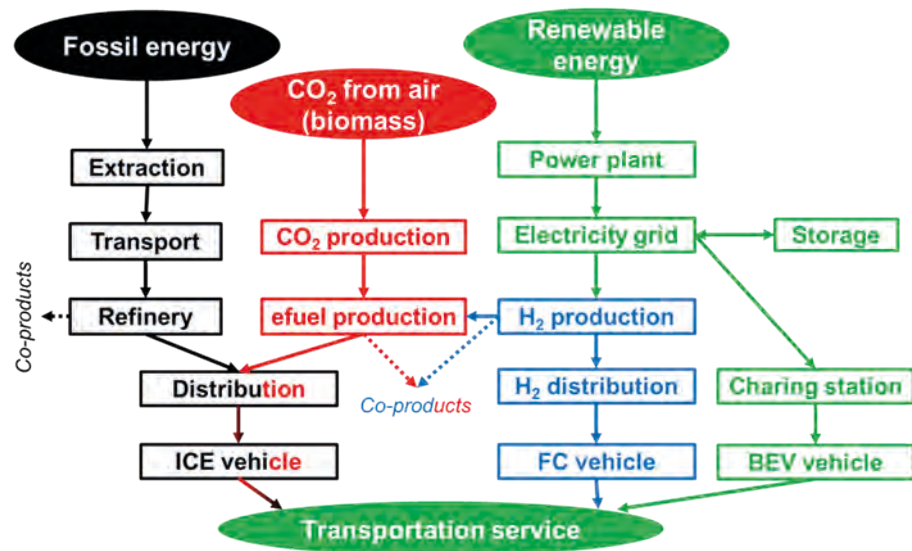 Fossil energy
Renewable
energy
CO₂ from air
(biomass)
Extraction
Power plant
Transport
CO₂ production
Electricity grid
Storage
Co-products
Refinery
efuel production
H₂ production
Distribution
Co-products
H₂ distribution
Charing station
ICE vehicle
FC vehicle
BEV vehicle
Transportation service